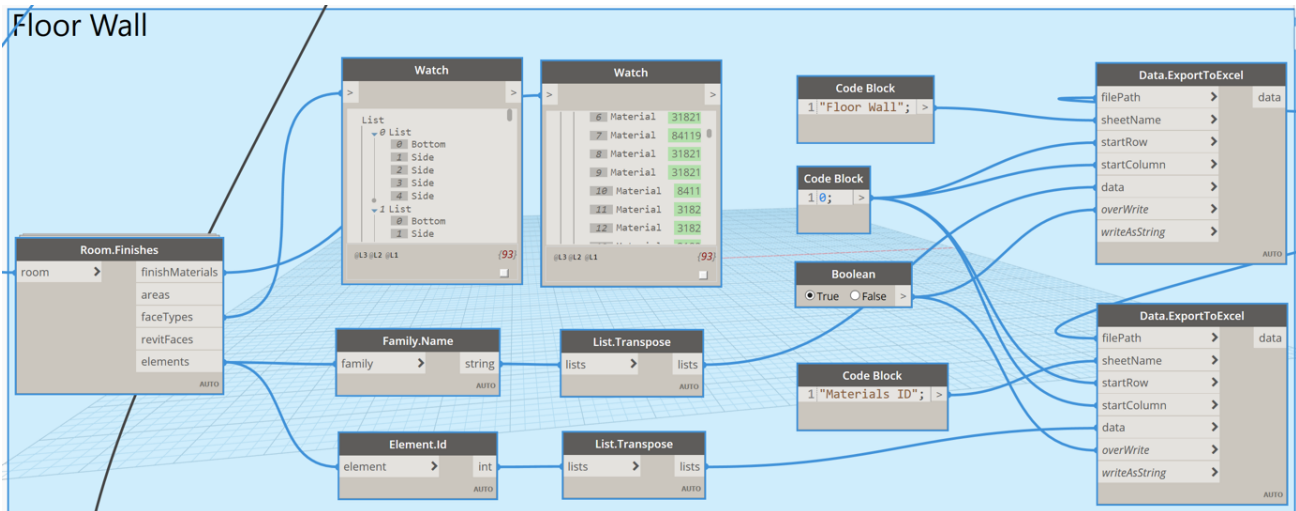 Floor Wall
Room.Finishes
room >
finishMaterials
areas
faceTypes
revitFaces
elements
AUTO
Watch
> >
List
0 List
0 Bottom
1 Side
2 Side
3 Side
4 Side
1 List
0 Bottom
1 Side
@L3 @L2 @L1 {93}
Watch
> >
6 Material 31821
7 Material 84119
8 Material 31821
9 Material 31821
10 Material 8411
11 Material 3182
12 Material 3182
@L3 @L2 @L1 {93}
Family.Name
family > string
AUTO
List.Transpose
lists > lists
AUTO
Element.Id
element > int
AUTO
List.Transpose
lists > lists
AUTO
Code Block
1 "Floor Wall"; >
Code Block
1 0; >
Boolean
True False >
Code Block
1 "Materials ID"; >
Data.ExportToExcel
filePath > data
sheetName >
startRow >
startColumn >
data >
overWrite >
writeAsString >
AUTO
Data.ExportToExcel
filePath > data
sheetName >
startRow >
startColumn >
data >
overWrite >
writeAsString >
AUTO